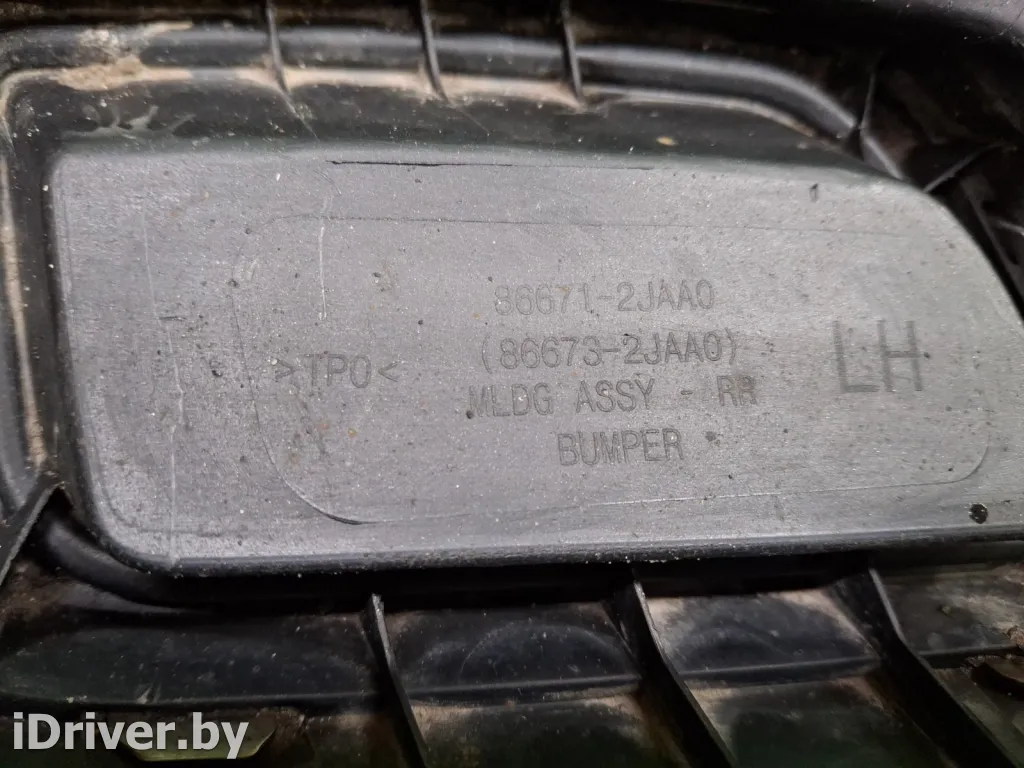 86671-2JAA0
(86673-2JAA0)
>TPO<
MLDG ASSY - RR
BUMPER
LH
iDriver.by